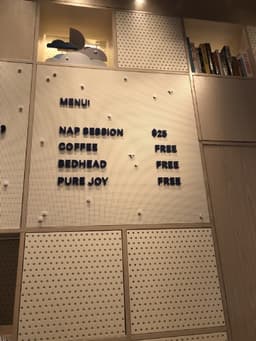 MENU:
NAP SESSION $25
COFFEE FREE
BEDHEAD FREE
PURE JOY FREE